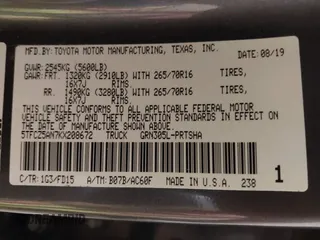 MFD.BY:TOYOTA MOTOR MANUFACTURING, TEXAS, INC.
GVWR:2545KG (5600LB) DATE: 08/19
GAWR:FRT. 1320KG (2910LB) WITH 265/70R16 TIRES,
16X7J RIMS
RR. 1490KG (3280LB) WITH 265/70R16 TIRES,
16X7J RIMS
THIS VEHICLE CONFORMS TO ALL APPLICABLE FEDERAL MOTOR
VEHICLE SAFETY AND THEFT PREVENTION STANDARDS IN EFFECT ON THE
DATE OF MANUFACTURE SHOWN ABOVE.
5TFCZ5AN7KX208672 TRUCK GRN305L-PRTSHA
C/TR:1G3/FD15 A/TM:B07B/AC60F MADE IN U.S.A. 238 1